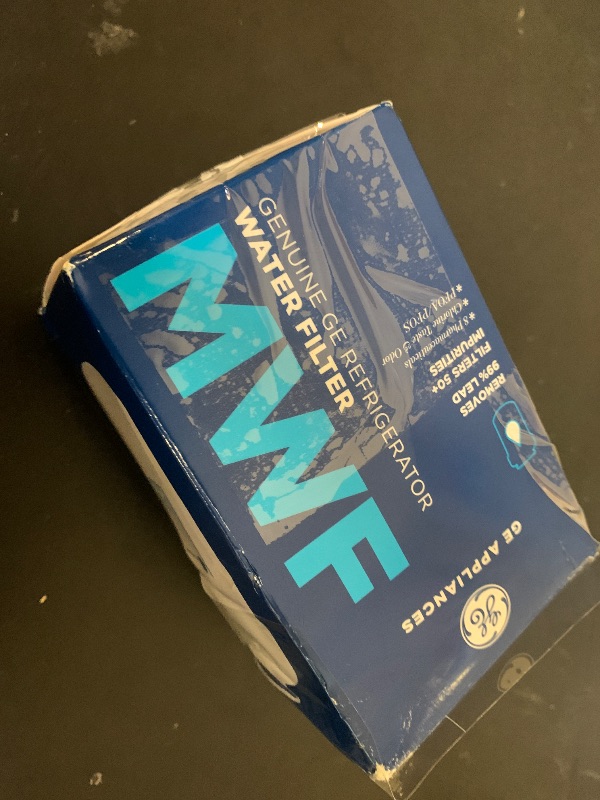 GE APPLIANCES
REMOVES
99% LEAD
FILTERS 50+
IMPURITIES
* 8 Pharmaceuticals
* Chlorine Taste & Odor
* PFOA/PFOS
GENUINE GE REFRIGERATOR
WATER FILTER
MWF